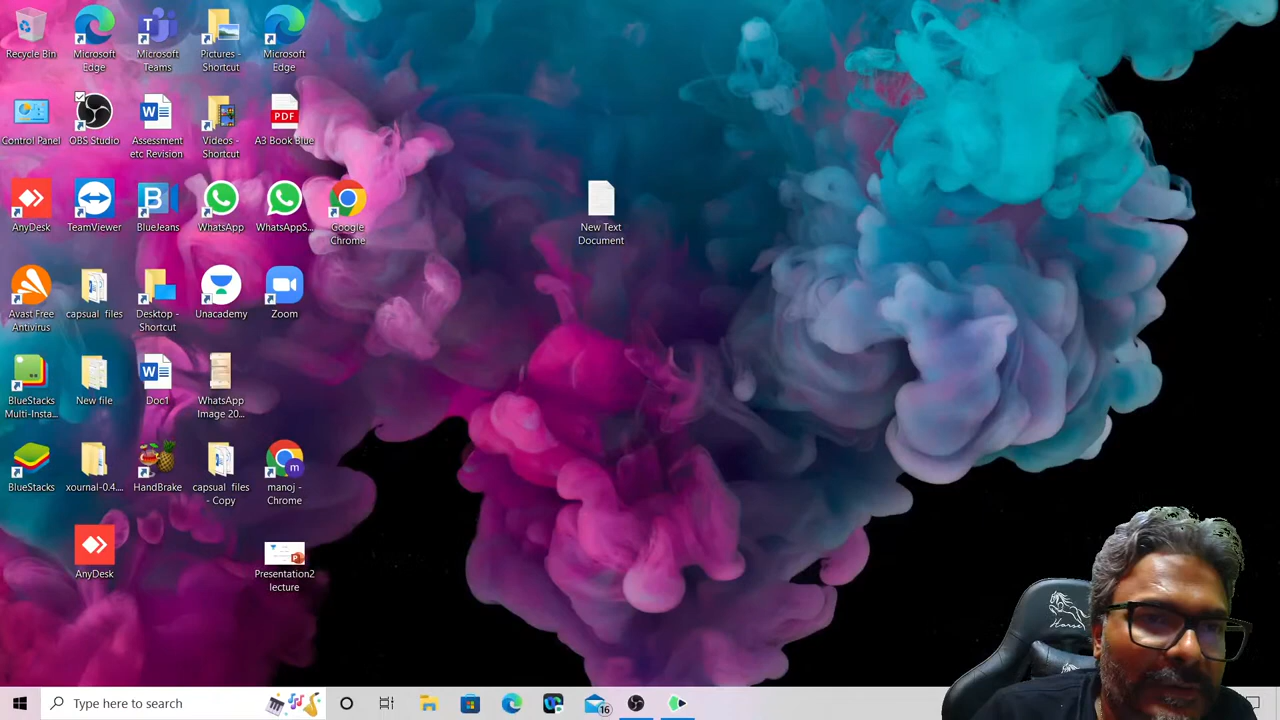 Recycle Bin
Microsoft
Edge
Microsoft
Teams
Pictures -
Shortcut
Microsoft
Edge
Control Panel
OBS Studio
Assessment
etc Revision
Videos -
Shortcut
PDF
A3 Book Blue
AnyDesk
TeamViewer
BlueJeans
WhatsApp
WhatsAppS...
Google
Chrome
New Text
Document
Avast Free
Antivirus
capsual files
Desktop -
Shortcut
Unacademy
Zoom
BlueStacks
Multi-Insta...
New file
Doc1
WhatsApp
Image 20...
BlueStacks
xournal-0.4....
HandBrake
capsual files
- Copy
m
manoj -
Chrome
AnyDesk
Presentation2
lecture
Horse
Type here to search
16